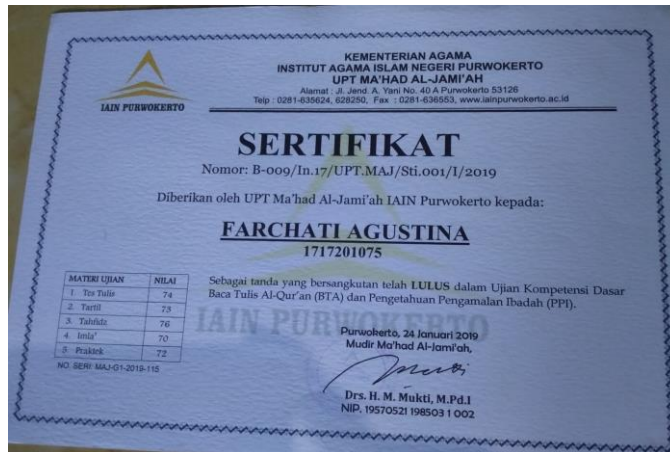 IAIN PURWOKERTO
KEMENTERIAN AGAMA
INSTITUT AGAMA ISLAM NEGERI PURWOKERTO
UPT MA'HAD AL-JAMI'AH
Alamat : Jl. Jend. A. Yani No. 40 A Purwokerto 53126
Telp : 0281-635624, 628250, Fax : 0281-636553, www.iainpurwokerto.ac.id
SERTIFIKAT
Nomor: B-009/In.17/UPT.MAJ/Sti.001/I/2019
Diberikan oleh UPT Ma'had Al-Jami'ah IAIN Purwokerto kepada:
FARCHATI AGUSTINA
1717201075
MATERI UJIAN NILAI
1. Tes Tulis 74
2. Tartil 73
3. Tahfidz 76
4. Imla' 70
5. Praktek 72
NO. SERI: MAJ-G1-2019-115
Sebagai tanda yang bersangkutan telah LULUS dalam Ujian Kompetensi Dasar
Baca Tulis Al-Qur'an (BTA) dan Pengetahuan Pengamalan Ibadah (PPI).
IAIN PURWOKERTO
Purwokerto, 24 Januari 2019
Mudir Ma'had Al-Jami'ah,
Drs. H. M. Mukti, M.Pd.I
NIP. 19570521 198503 1 002